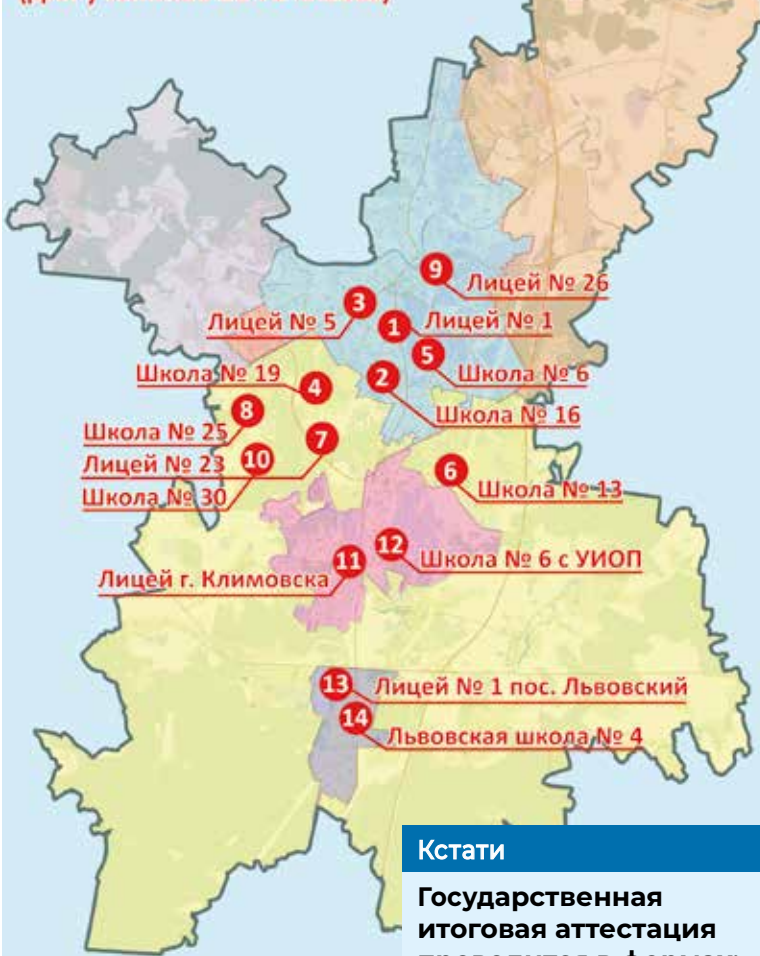 9
Лицей № 26
3
Лицей № 5
1
Лицей № 1
5
Школа № 6
Школа № 19
4
2
Школа № 16
8
Школа № 25
7
Лицей № 23
10
Школа № 30
6
Школа № 13
12
Школа № 6 с УИОП
11
Лицей г. Климовска
13
Лицей № 1 пос. Львовский
14
Львовская школа № 4
Кстати
Государственная
итоговая аттестация